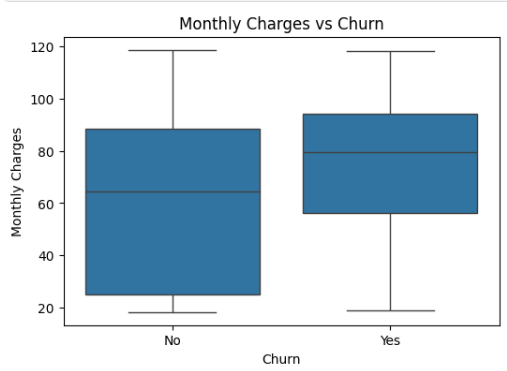 Monthly Charges vs Churn
120
100
80
60
40
20
Monthly Charges
No
Yes
Churn